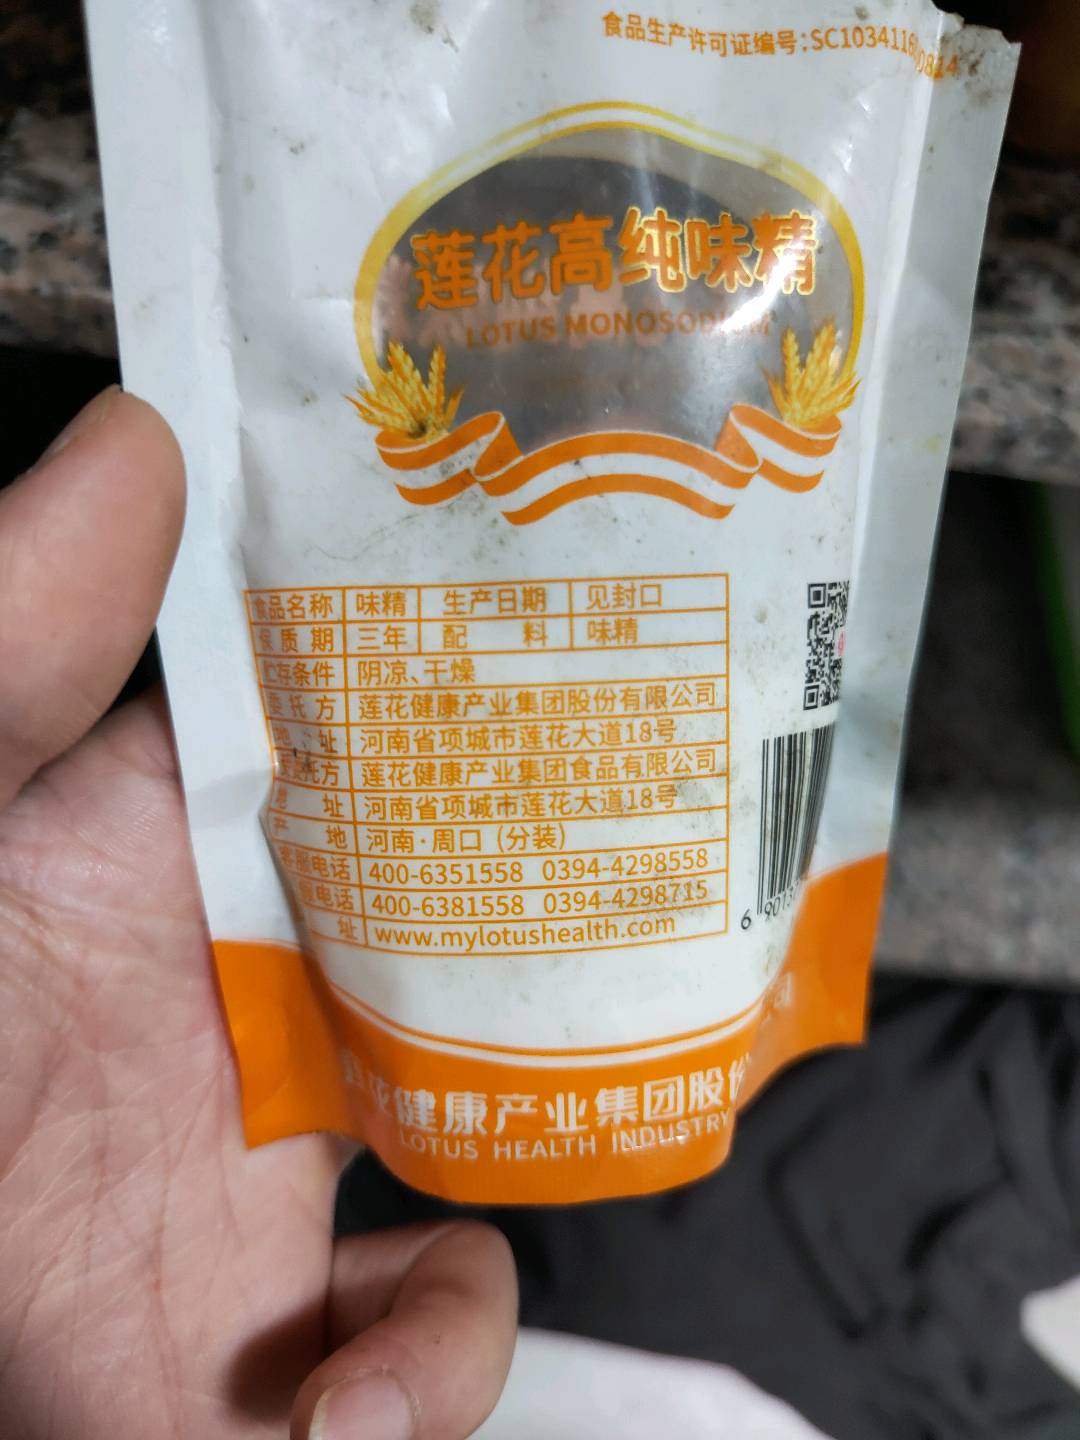 食品生产许可证编号:SC1034116
莲花高纯味精
LOTUS MONOSODIUM
食品名称 味精 生产日期 见封口
保质期 三年 配料 味精
贮存条件 阴凉、干燥
委托方 莲花健康产业集团股份有限公司
地址 河南省项城市莲花大道18号
受委托方 莲花健康产业集团食品有限公司
地址 河南省项城市莲花大道18号
产地 河南·周口(分装)
客服电话 400-6351558 0394-4298558
电话 400-6381558 0394-4298715
址 www.mylotushealth.com
6 9013
莲花健康产业集团股份 公司
LOTUS HEALTH INDUSTRY